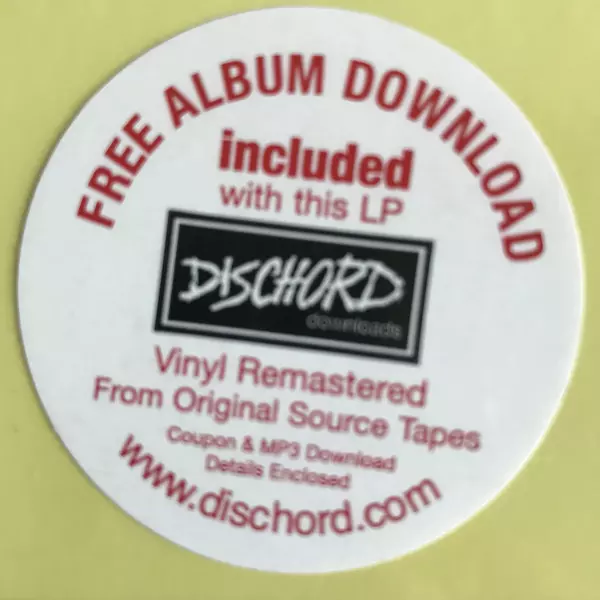 FREE ALBUM DOWNLOAD
included
with this LP
DISCHORD
downloads
Vinyl Remastered
From Original Source Tapes
Coupon & MP3 Download
Details Enclosed
www.dischord.com